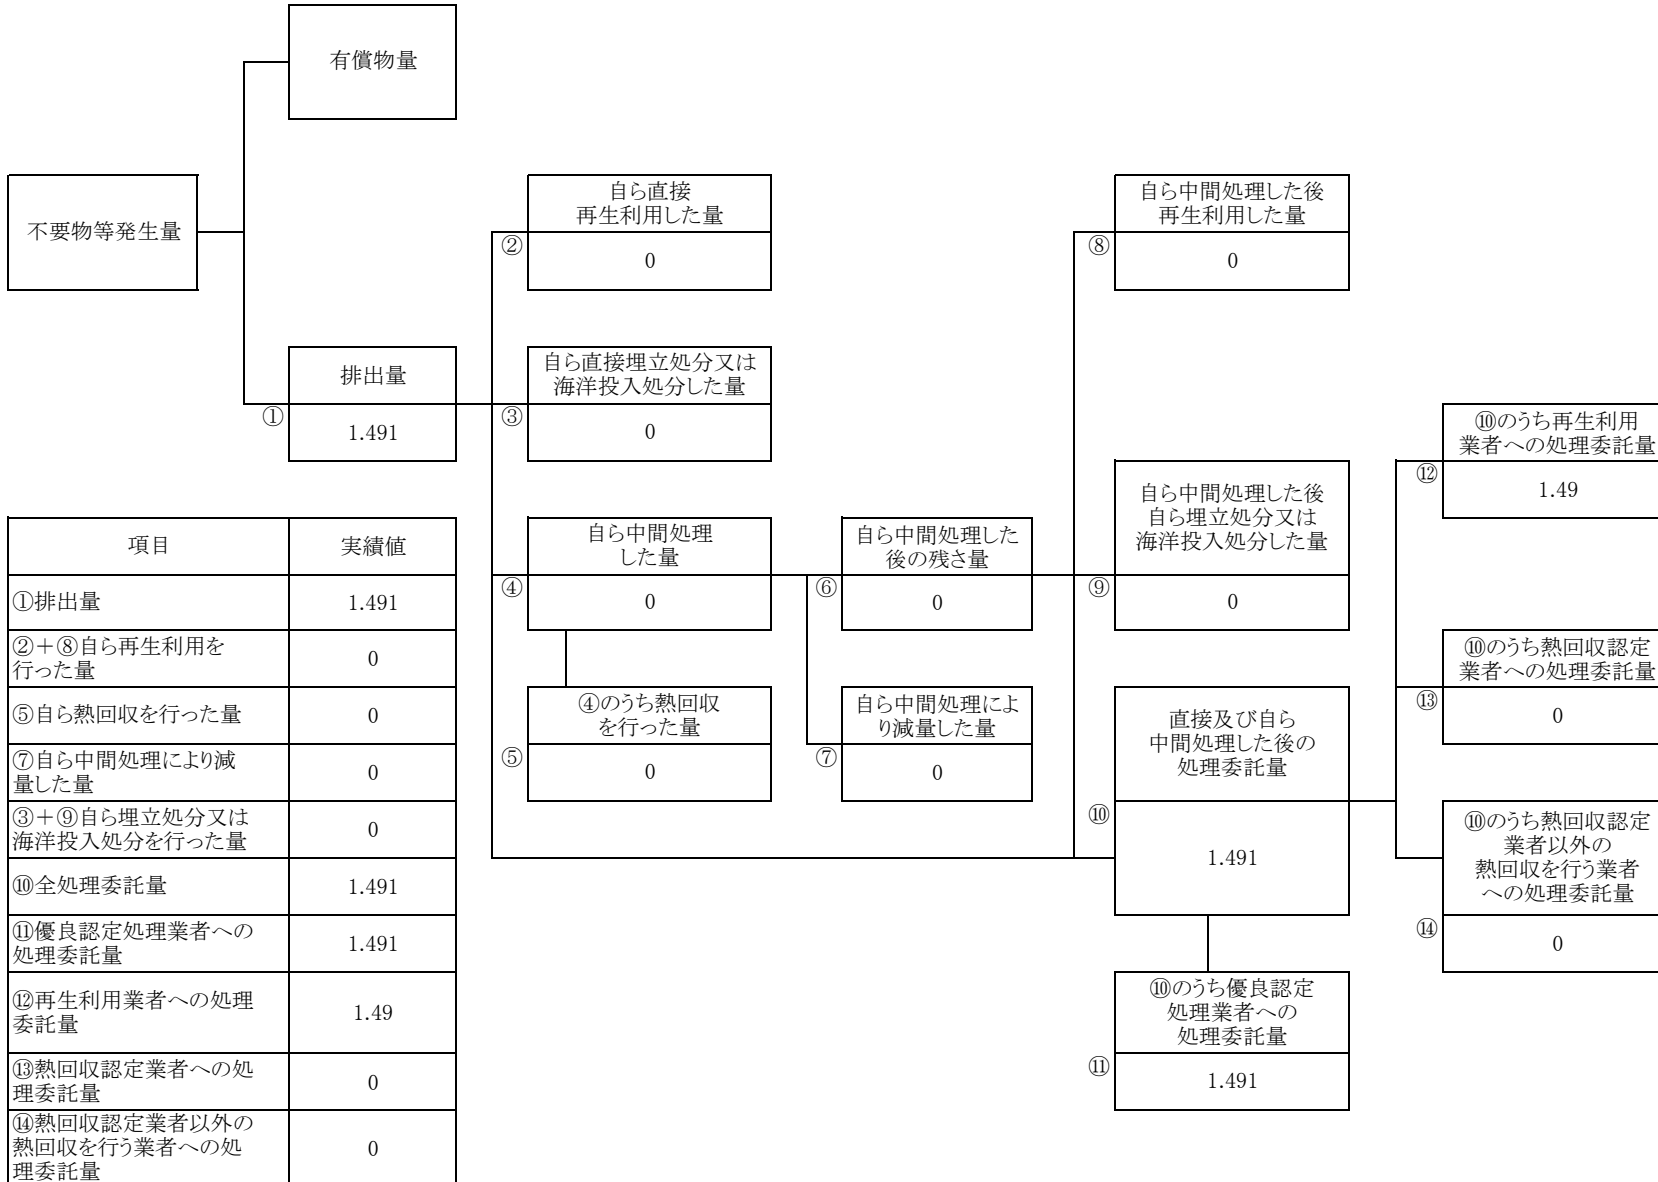 有償物量
不要物等発生量
自ら直接
再生利用した量
②
0
自ら中間処理した後
再生利用した量
⑧
0
排出量
①
1.491
自ら直接埋立処分又は
海洋投入処分した量
③
0
⑩のうち再生利用
業者への処理委託量
⑫
1.49
自ら中間処理
した量
④
0
自ら中間処理した
後の残さ量
⑥
0
自ら中間処理した後
自ら埋立処分又は
海洋投入処分した量
⑨
0
⑩のうち熱回収認定
業者への処理委託量
⑬
0
④のうち熱回収
を行った量
⑤
0
自ら中間処理によ
り減量した量
⑦
0
直接及び自ら
中間処理した後の
処理委託量
⑩
1.491
⑩のうち熱回収認定
業者以外の
熱回収を行う業者
への処理委託量
⑭
0
⑩のうち優良認定
処理業者への
処理委託量
⑪
1.491
項目 実績値
①排出量 1.491
②+⑧自ら再生利用を
行った量 0
⑤自ら熱回収を行った量 0
⑦自ら中間処理により減
量した量 0
③+⑨自ら埋立処分又は
海洋投入処分を行った量 0
⑩全処理委託量 1.491
⑪優良認定処理業者への
処理委託量 1.491
⑫再生利用業者への処理
委託量 1.49
⑬熱回収認定業者への処
理委託量 0
⑭熱回収認定業者以外の
熱回収を行う業者への処
理委託量 0